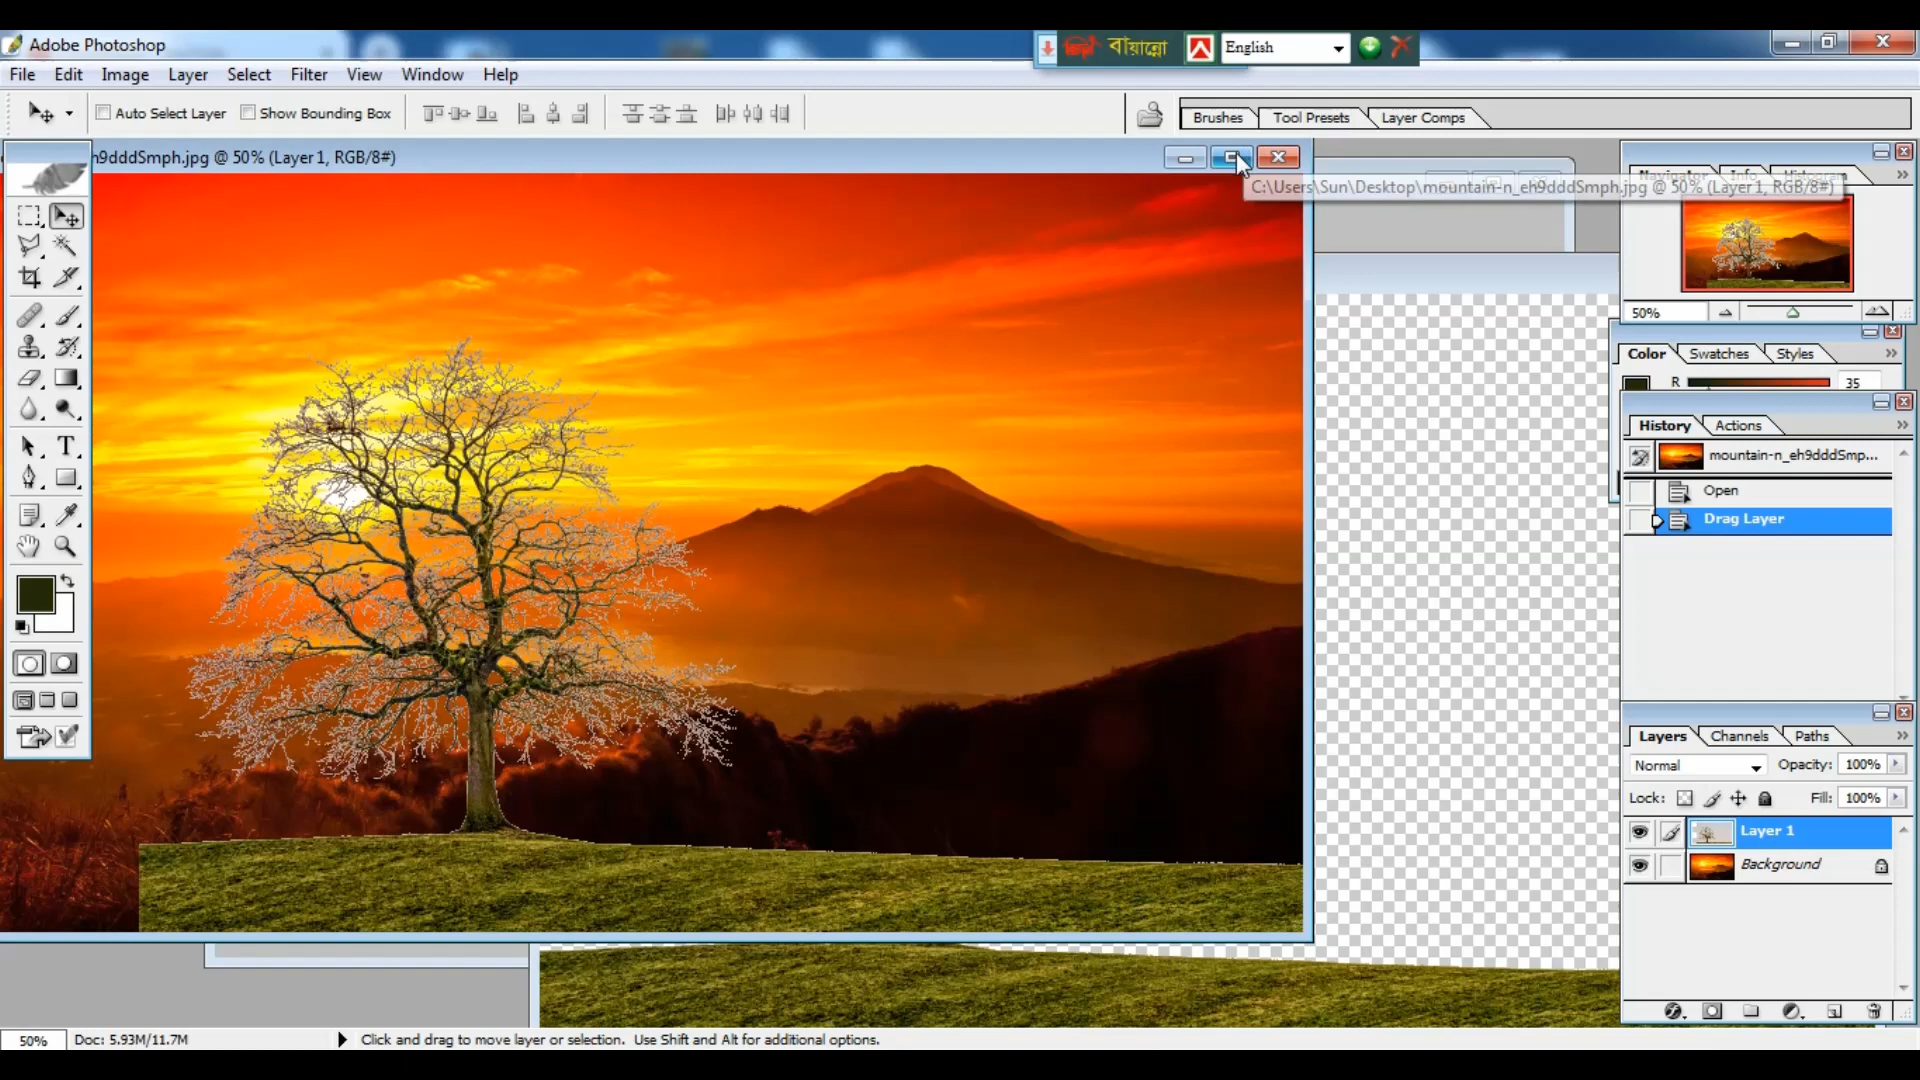 Adobe Photoshop
বায়ান্নো
English
File Edit Image Layer Select Filter View Window Help
Auto Select Layer Show Bounding Box
Brushes Tool Presets Layer Comps
h9dddSmph.jpg @ 50% (Layer 1, RGB/8#)
C:\Users\Sun\Desktop\mountain-n_eh9dddSmph.jpg @ 50% (Layer 1, RGB/8#)
Navigator Info Histogram
50%
Color Swatches Styles
R 35
History Actions
mountain-n_eh9dddSmp...
Open
Drag Layer
T
Layers Channels Paths
Normal Opacity: 100%
Lock: Fill: 100%
Layer 1
Background
50% Doc: 5.93M/11.7M Click and drag to move layer or selection. Use Shift and Alt for additional options.